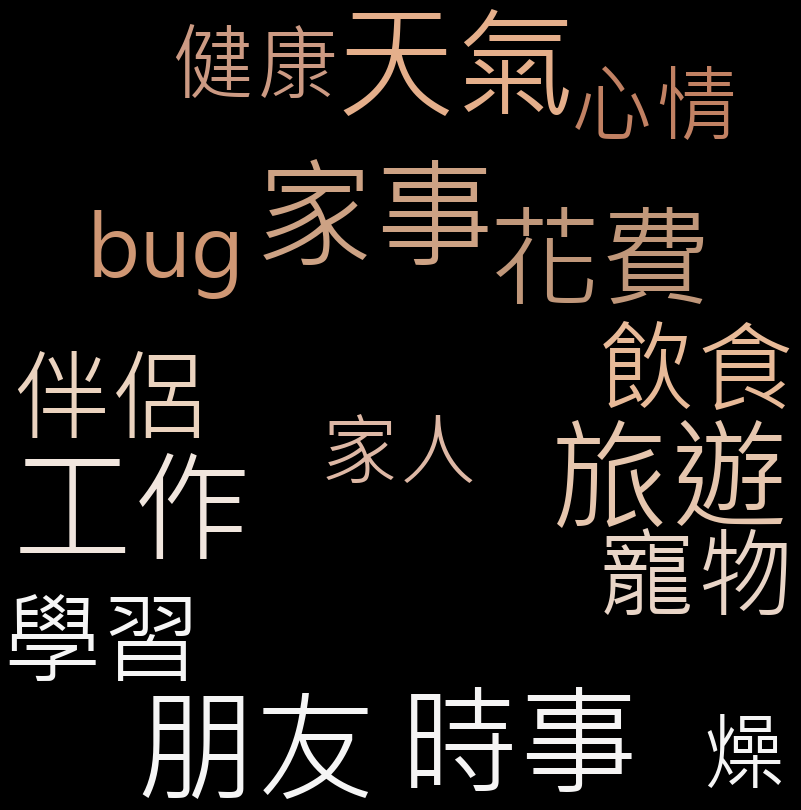 健康 天氣 心情
bug 家事 花費
伴侶 飲食
家人
工作 旅遊
寵物
學習
朋友 時事 燥